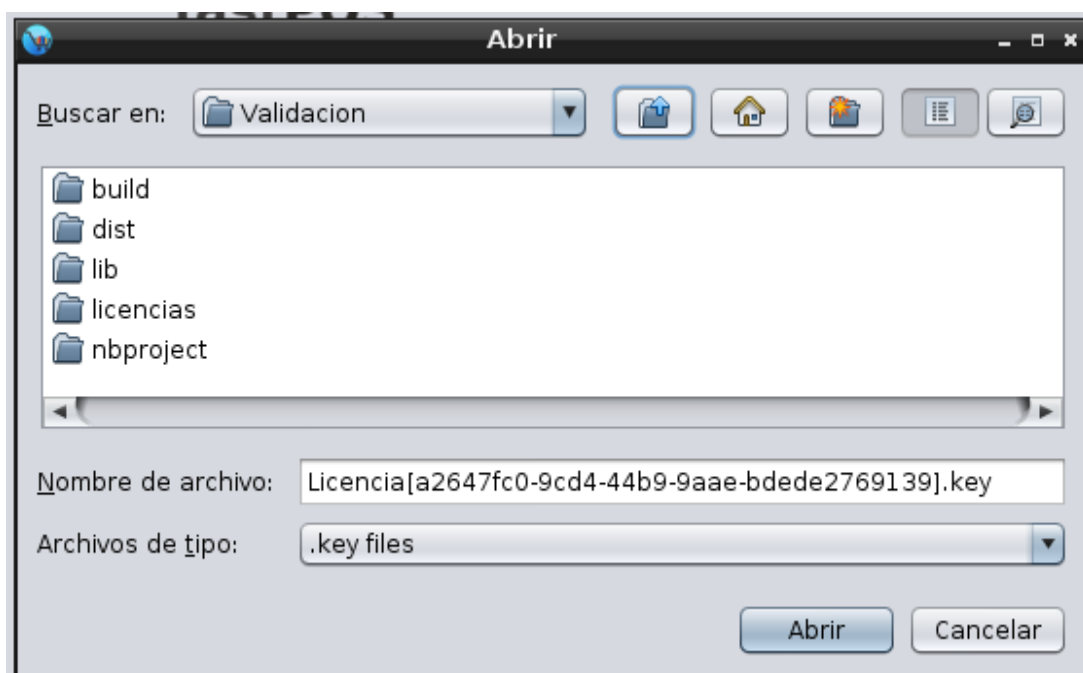 Abrir
Buscar en: Validacion
build
dist
lib
licencias
nbproject
Nombre de archivo: Licencia[a2647fc0-9cd4-44b9-9aae-bdede2769139].key
Archivos de tipo: .key files
Abrir Cancelar